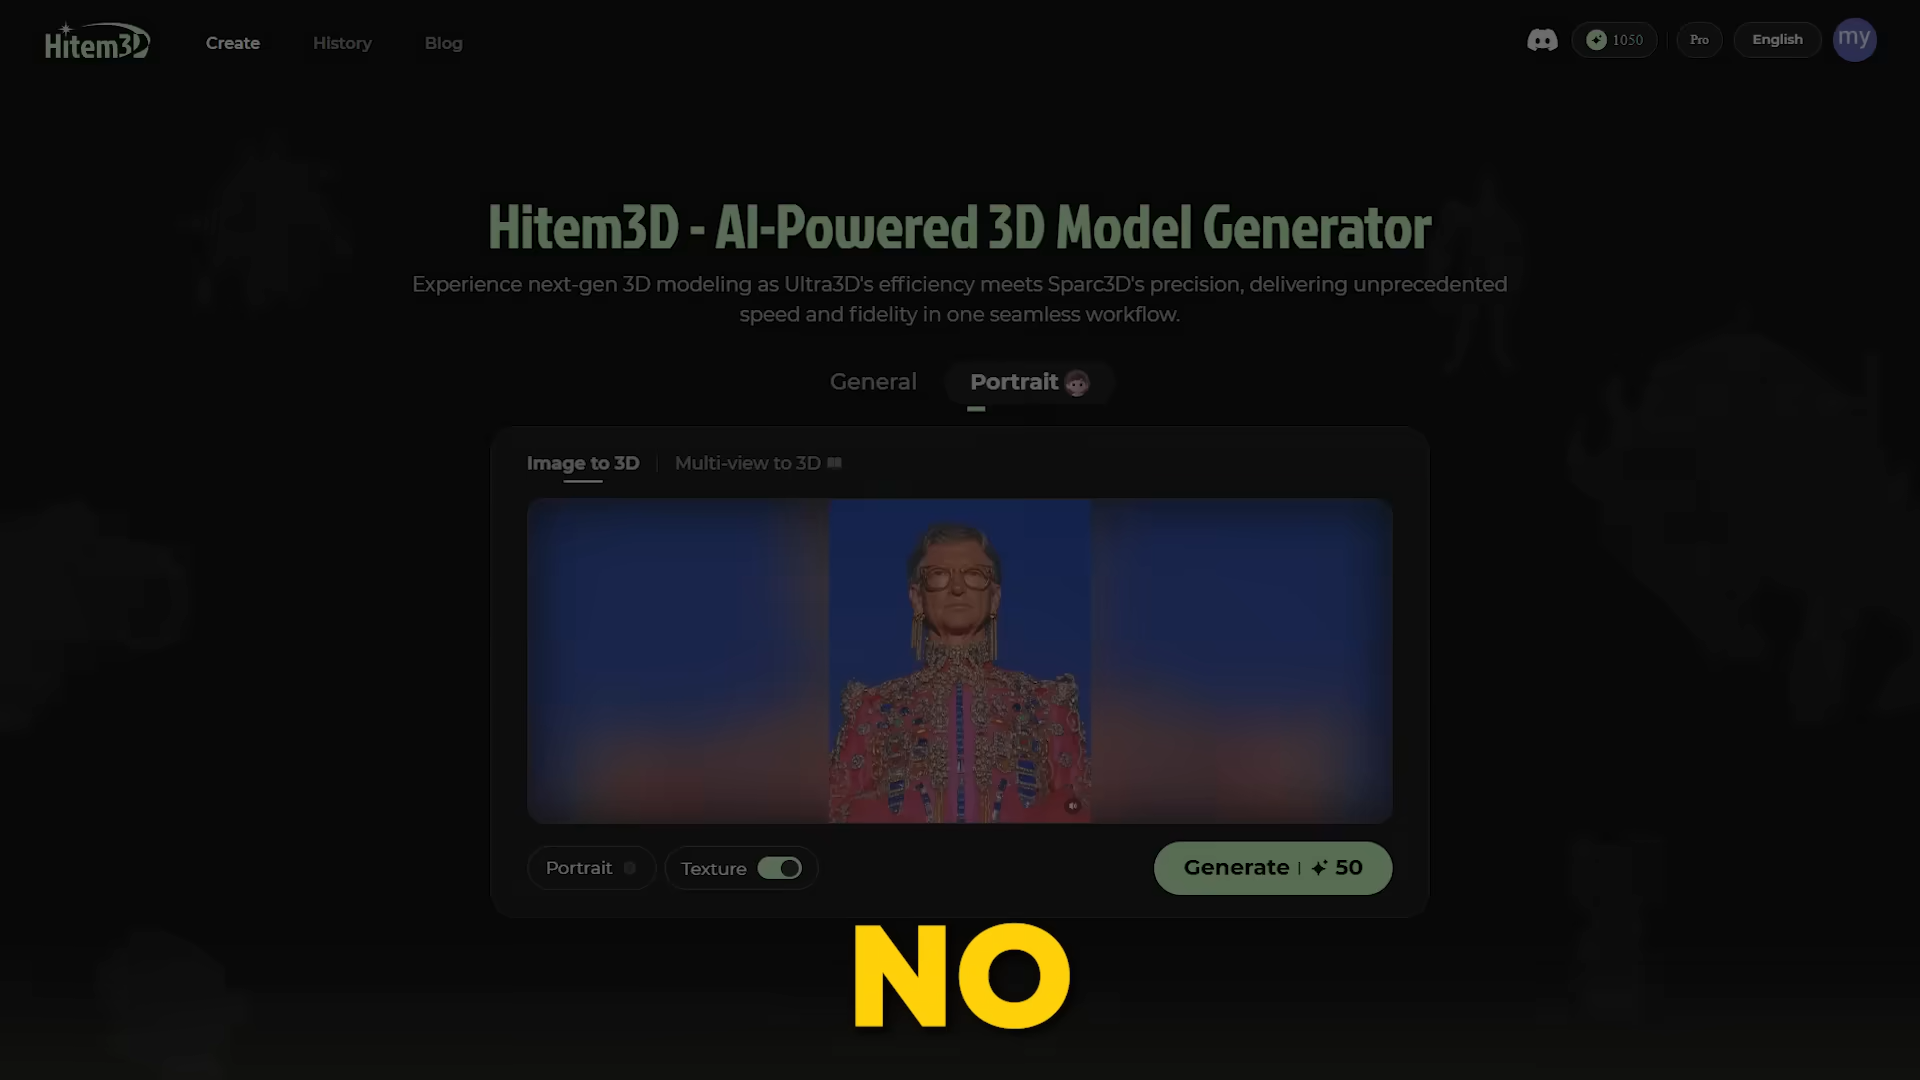 Hitem3D
Create
History
Blog
1050
Pro
English
my
Hitem3D - AI-Powered 3D Model Generator
Experience next-gen 3D modeling as Ultra3D's efficiency meets Sparc3D's precision, delivering unprecedented
speed and fidelity in one seamless workflow.
General
Portrait
Image to 3D
Multi-view to 3D
Portrait
Texture
Generate | 50
NO